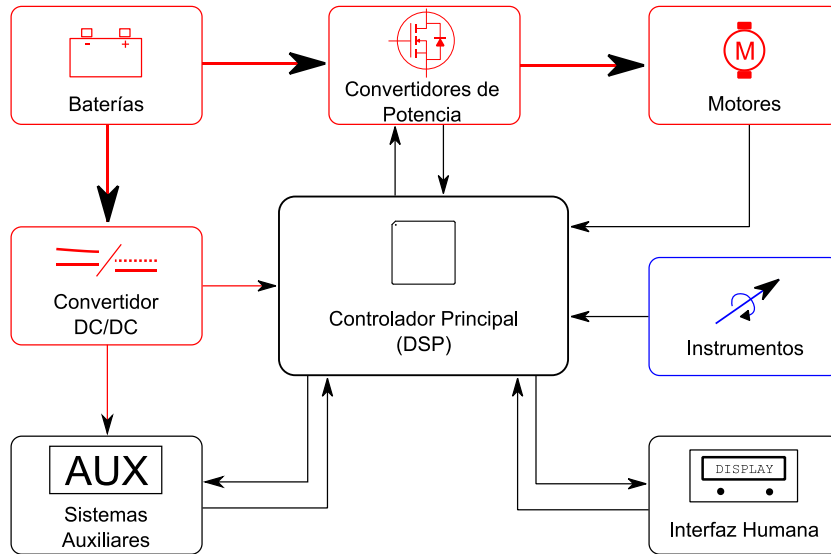 - +
Baterías
Convertidores de
Potencia
M
Motores
Convertidor
DC/DC
Controlador Principal
(DSP)
Instrumentos
AUX
Sistemas
Auxiliares
DISPLAY
Interfaz Humana